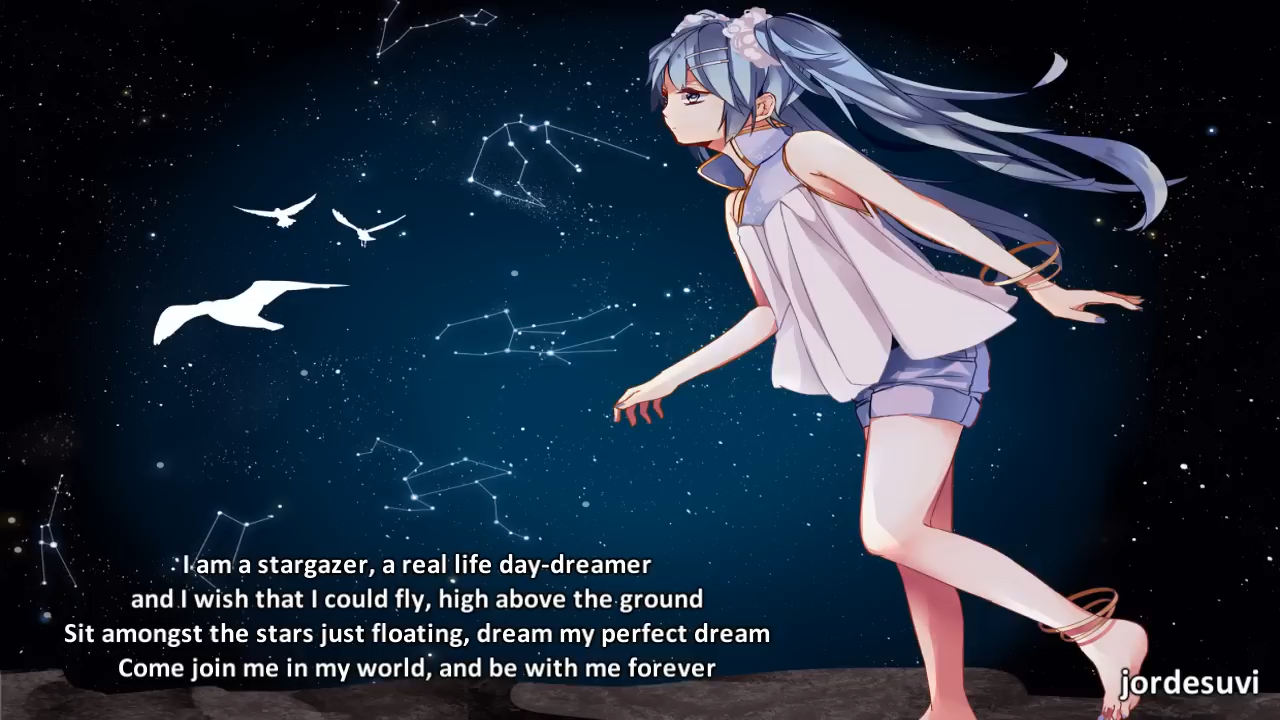 I am a stargazer, a real life day-dreamer
and I wish that I could fly, high above the ground
Sit amongst the stars just floating, dream my perfect dream
Come join me in my world, and be with me forever
jordesuvi